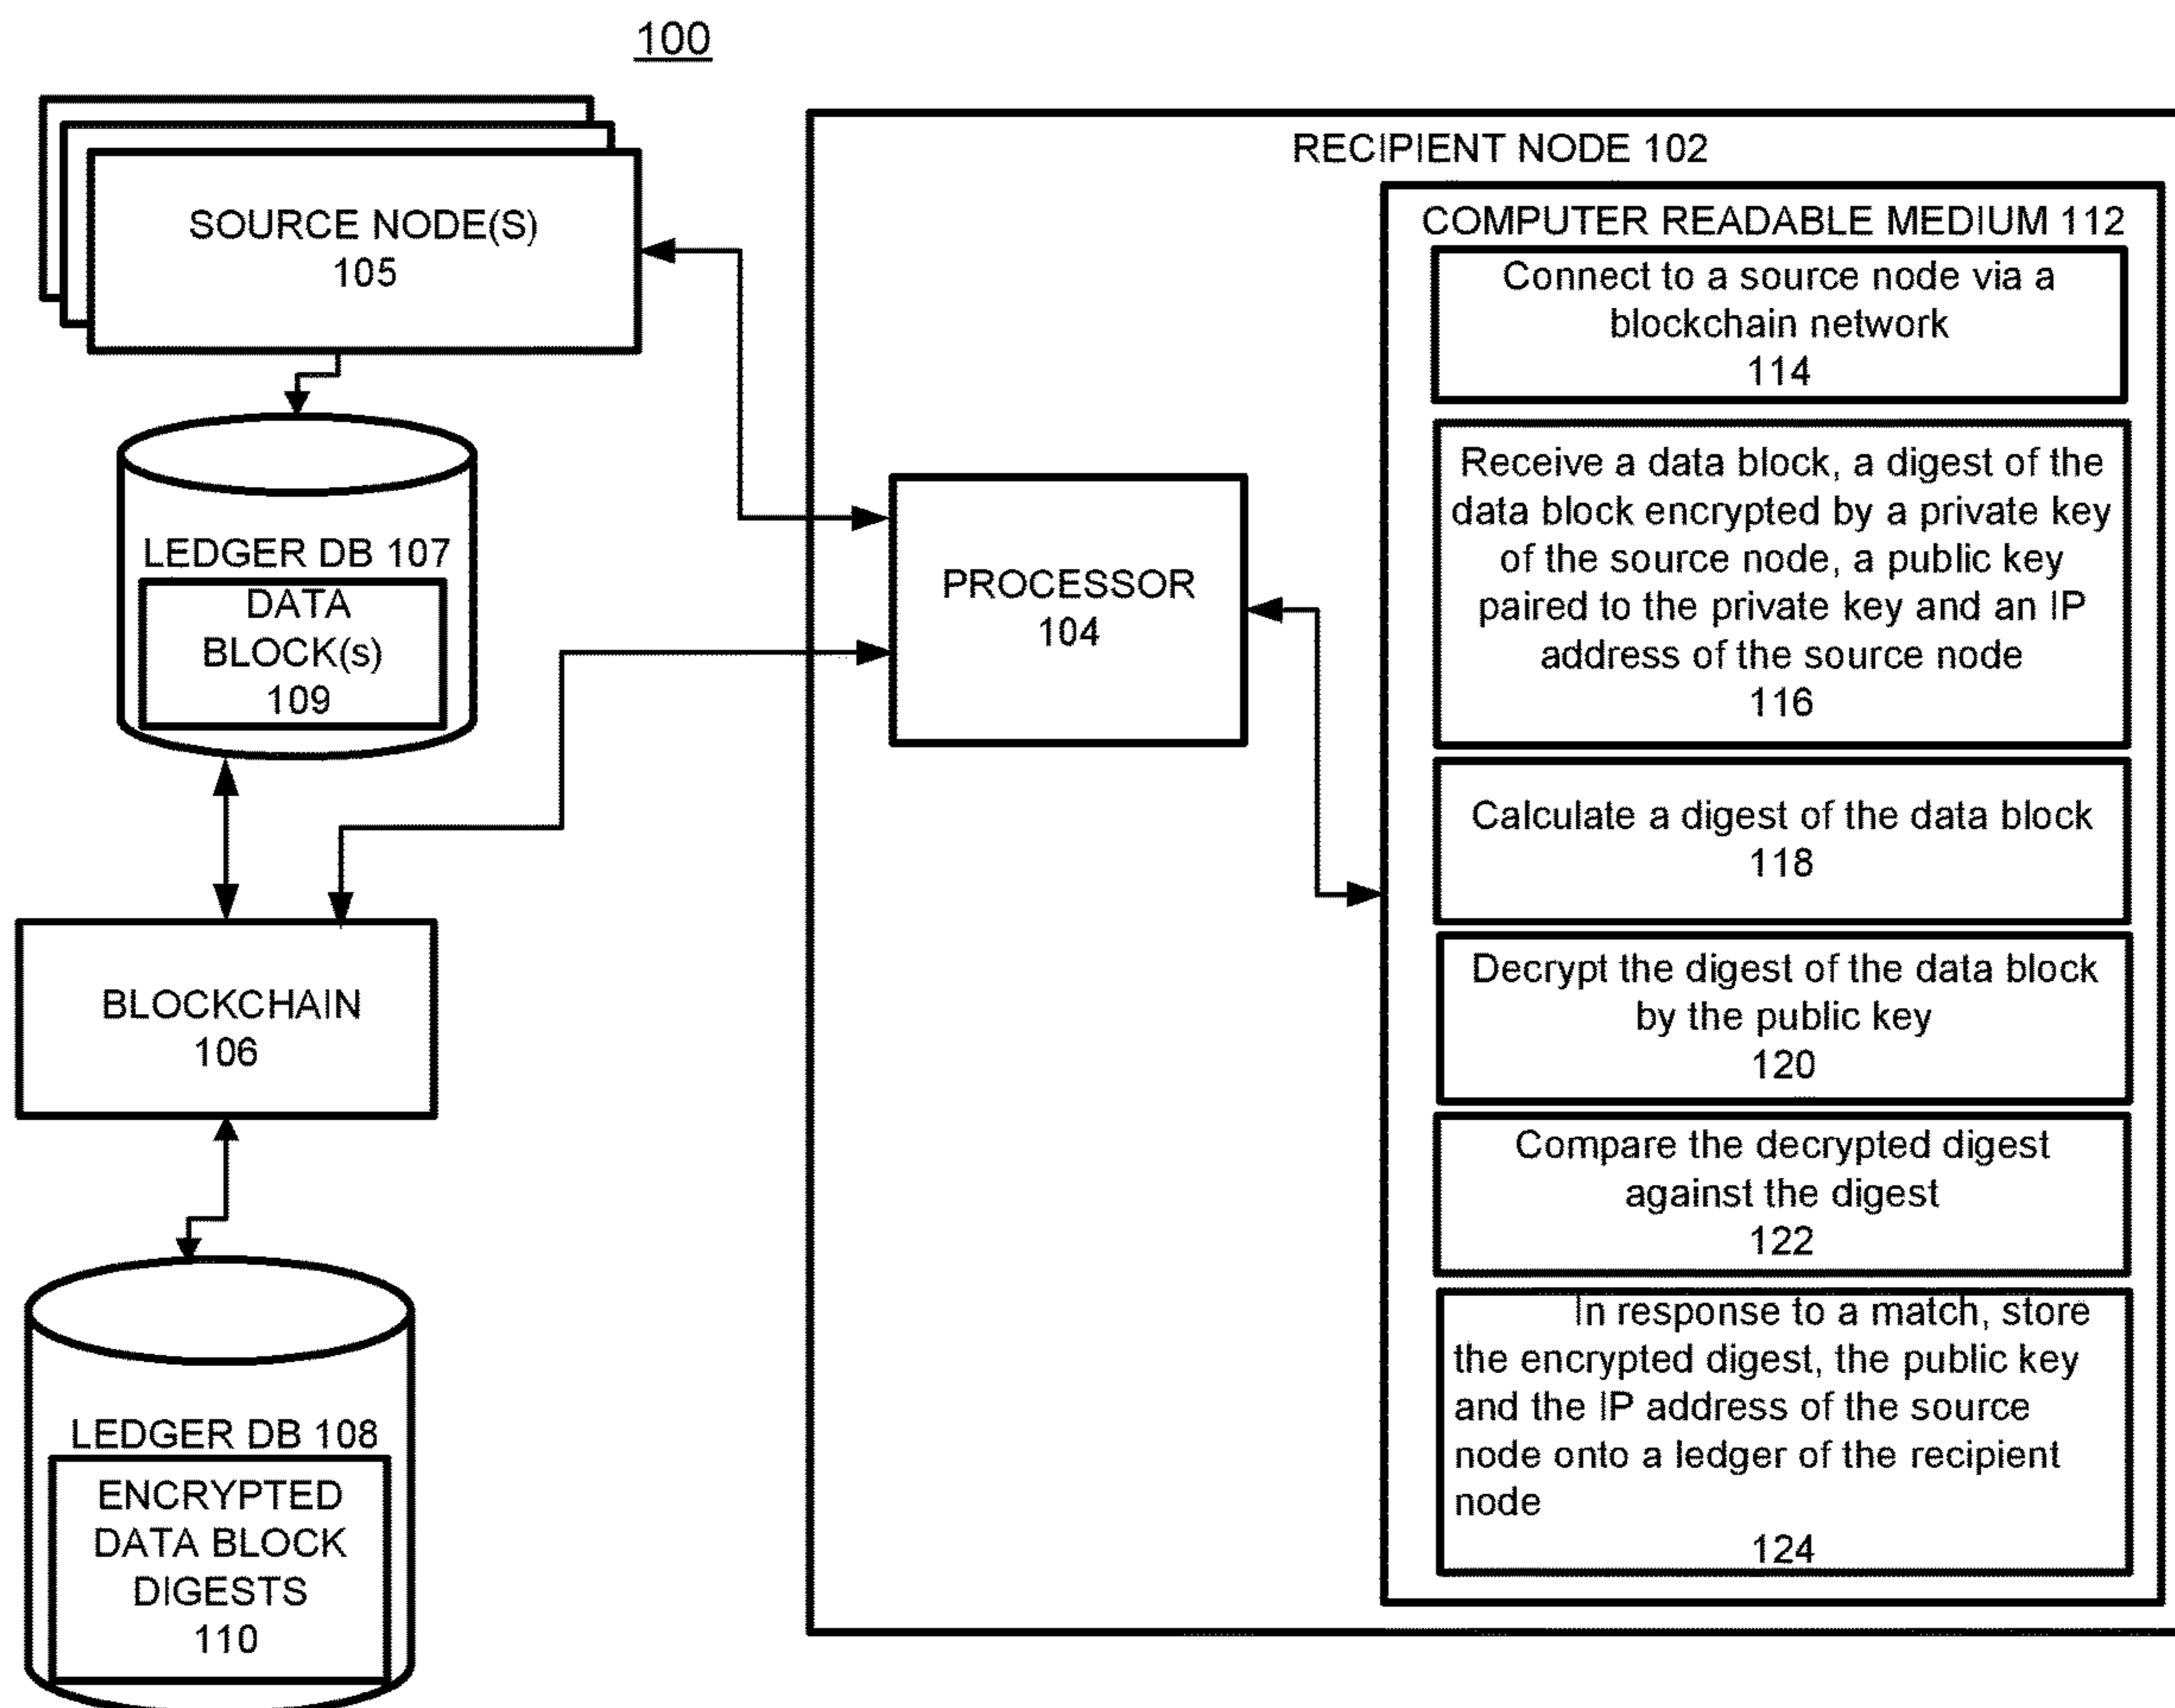 100
SOURCE NODE(S)
105
LEDGER DB 107
DATA
BLOCK(s)
109
BLOCKCHAIN
106
LEDGER DB 108
ENCRYPTED
DATA BLOCK
DIGESTS
110
RECIPIENT NODE 102
PROCESSOR
104
COMPUTER READABLE MEDIUM 112
Connect to a source node via a
blockchain network
114
Receive a data block, a digest of the
data block encrypted by a private key
of the source node, a public key
paired to the private key and an IP
address of the source node
116
Calculate a digest of the data block
118
Decrypt the digest of the data block
by the public key
120
Compare the decrypted digest
against the digest
122
In response to a match, store
the encrypted digest, the public key
and the IP address of the source
node onto a ledger of the recipient
node
124